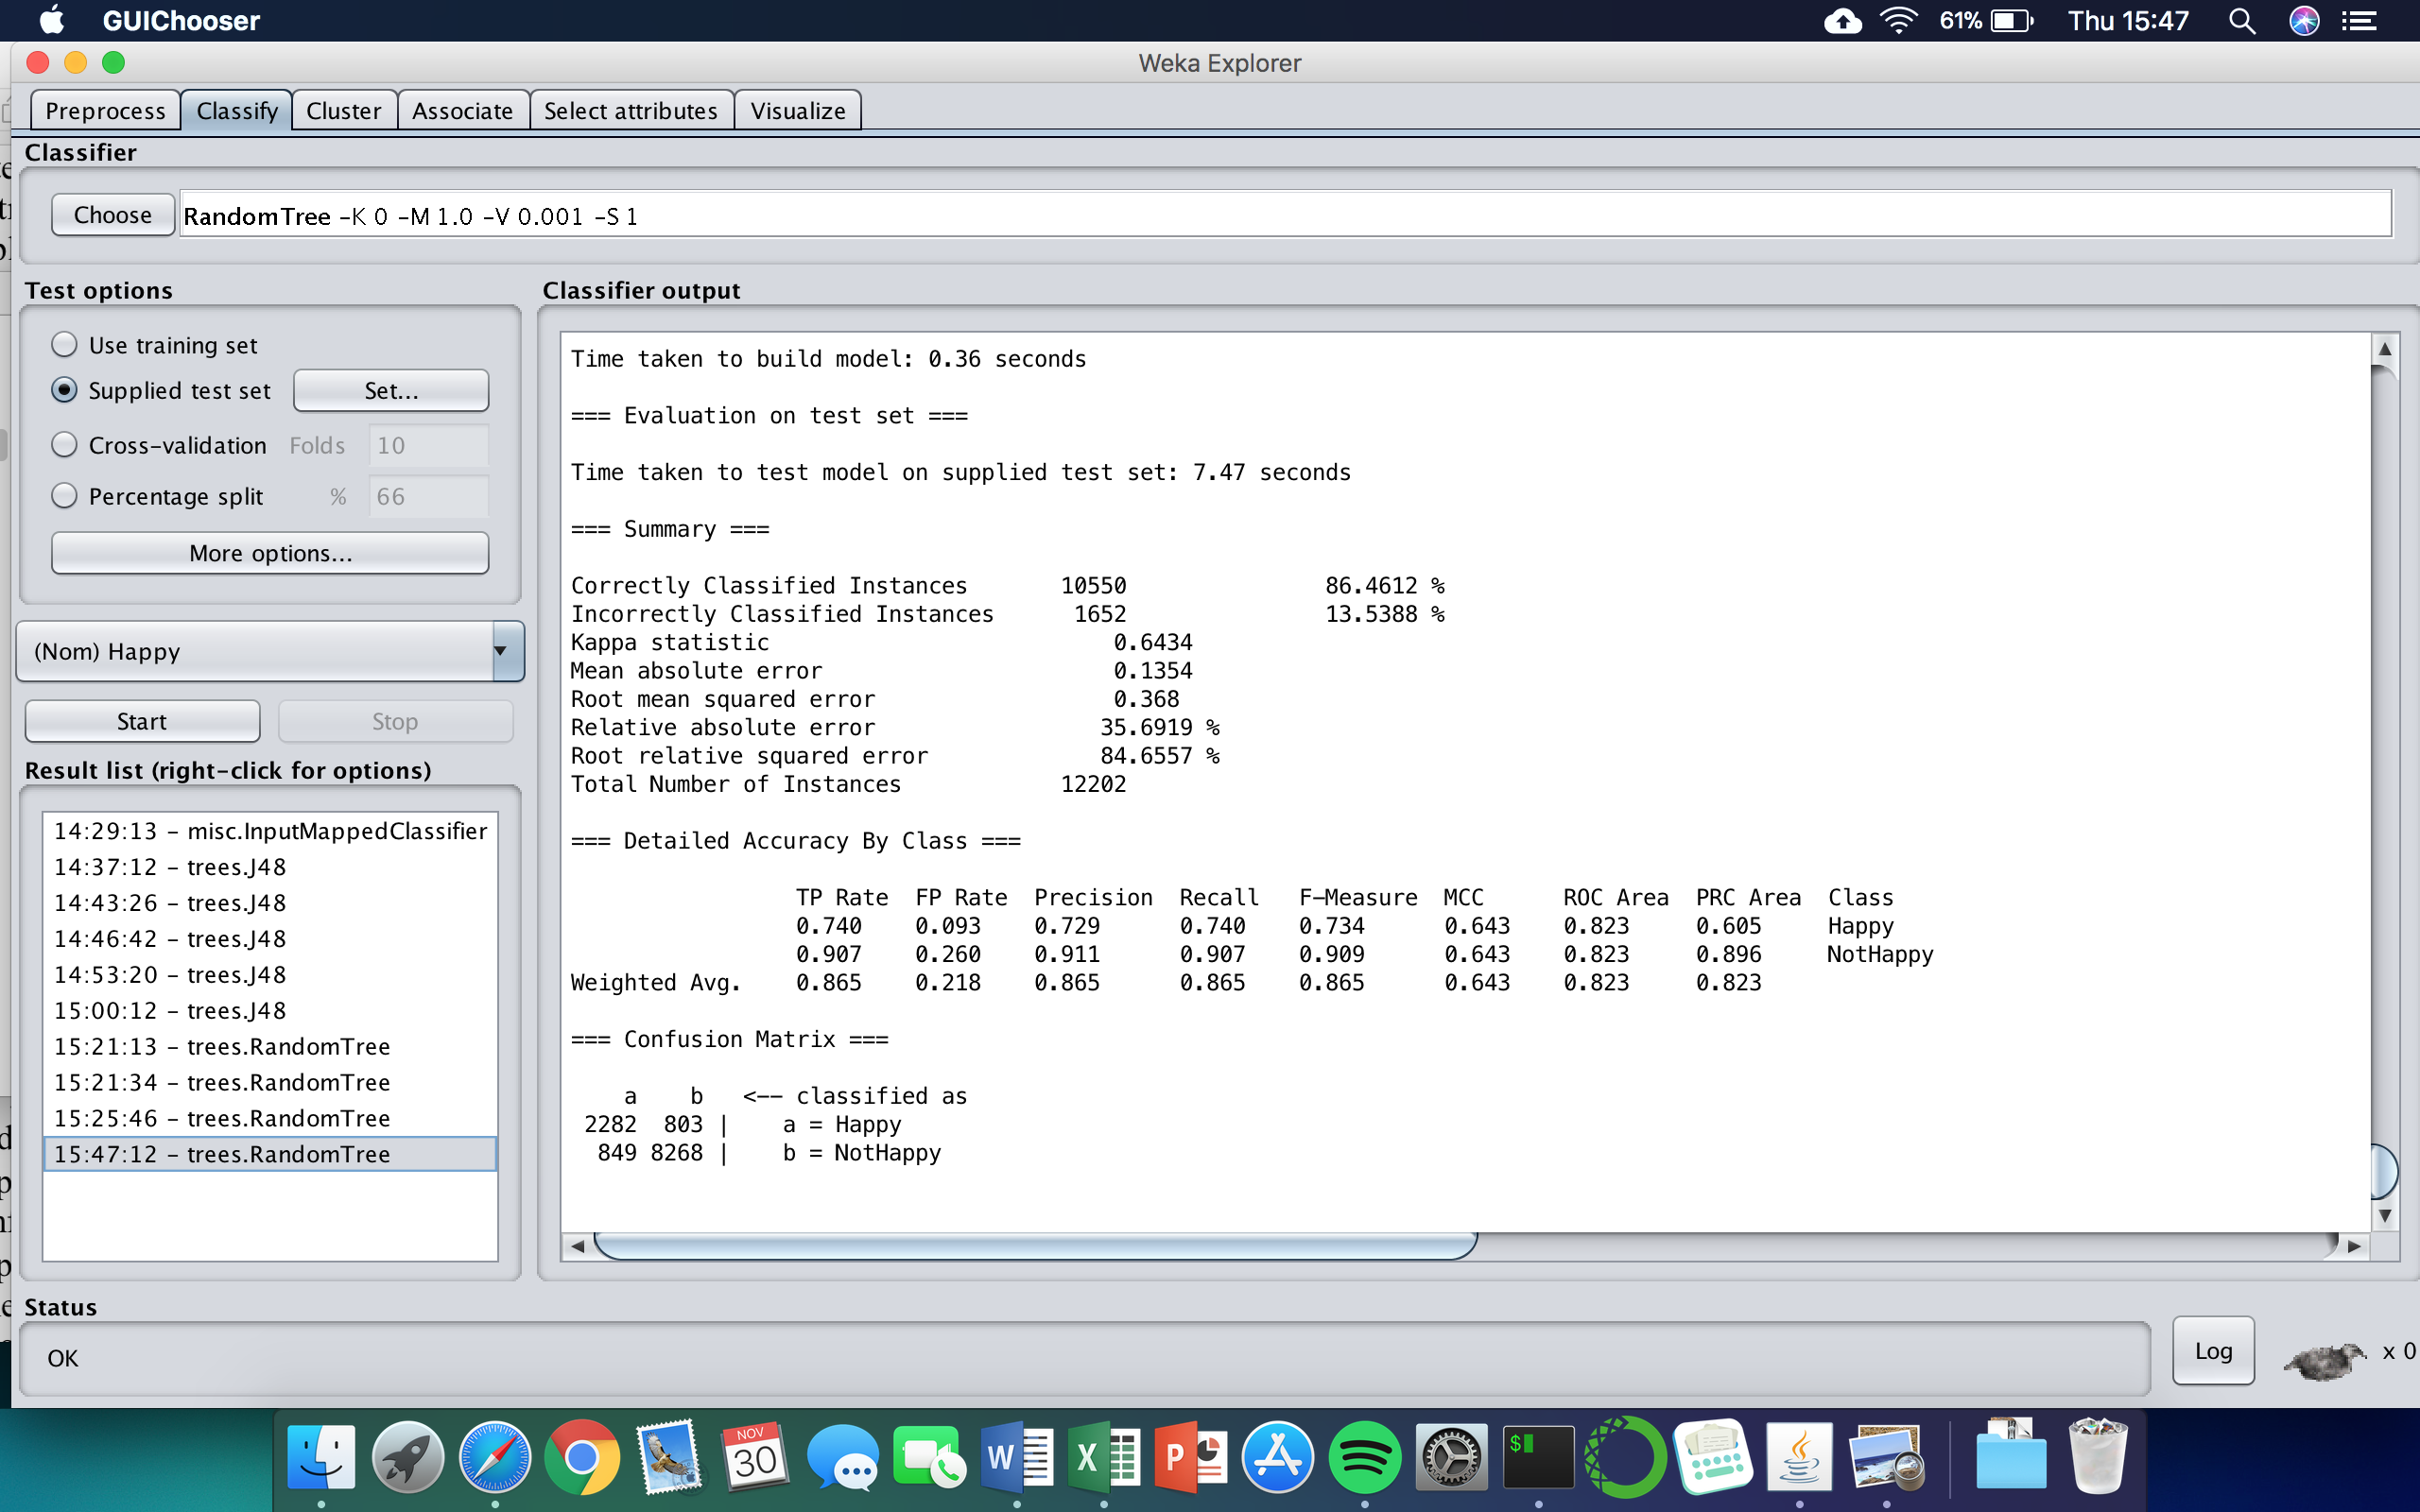 GUIChooser 61% Thu 15:47
Weka Explorer
Preprocess Classify Cluster Associate Select attributes Visualize
Classifier
Choose RandomTree -K 0 -M 1.0 -V 0.001 -S 1
Test options
Use training set
Supplied test set Set...
Cross-validation Folds 10
Percentage split % 66
More options...
(Nom) Happy
Start Stop
Result list (right-click for options)
14:29:13 - misc.InputMappedClassifier
14:37:12 - trees.J48
14:43:26 - trees.J48
14:46:42 - trees.J48
14:53:20 - trees.J48
15:00:12 - trees.J48
15:21:13 - trees.RandomTree
15:21:34 - trees.RandomTree
15:25:46 - trees.RandomTree
15:47:12 - trees.RandomTree
Classifier output
Time taken to build model: 0.36 seconds
=== Evaluation on test set ===
Time taken to test model on supplied test set: 7.47 seconds
=== Summary ===
Correctly Classified Instances 10550 86.4612 %
Incorrectly Classified Instances 1652 13.5388 %
Kappa statistic 0.6434
Mean absolute error 0.1354
Root mean squared error 0.368
Relative absolute error 35.6919 %
Root relative squared error 84.6557 %
Total Number of Instances 12202
=== Detailed Accuracy By Class ===
TP Rate FP Rate Precision Recall F-Measure MCC ROC Area PRC Area Class
0.740 0.093 0.729 0.740 0.734 0.643 0.823 0.605 Happy
0.907 0.260 0.911 0.907 0.909 0.643 0.823 0.896 NotHappy
Weighted Avg. 0.865 0.218 0.865 0.865 0.865 0.643 0.823 0.823
=== Confusion Matrix ===
a b <-- classified as
2282 803 | a = Happy
849 8268 | b = NotHappy
Status
OK
Log x 0
NOV
30
W X P $